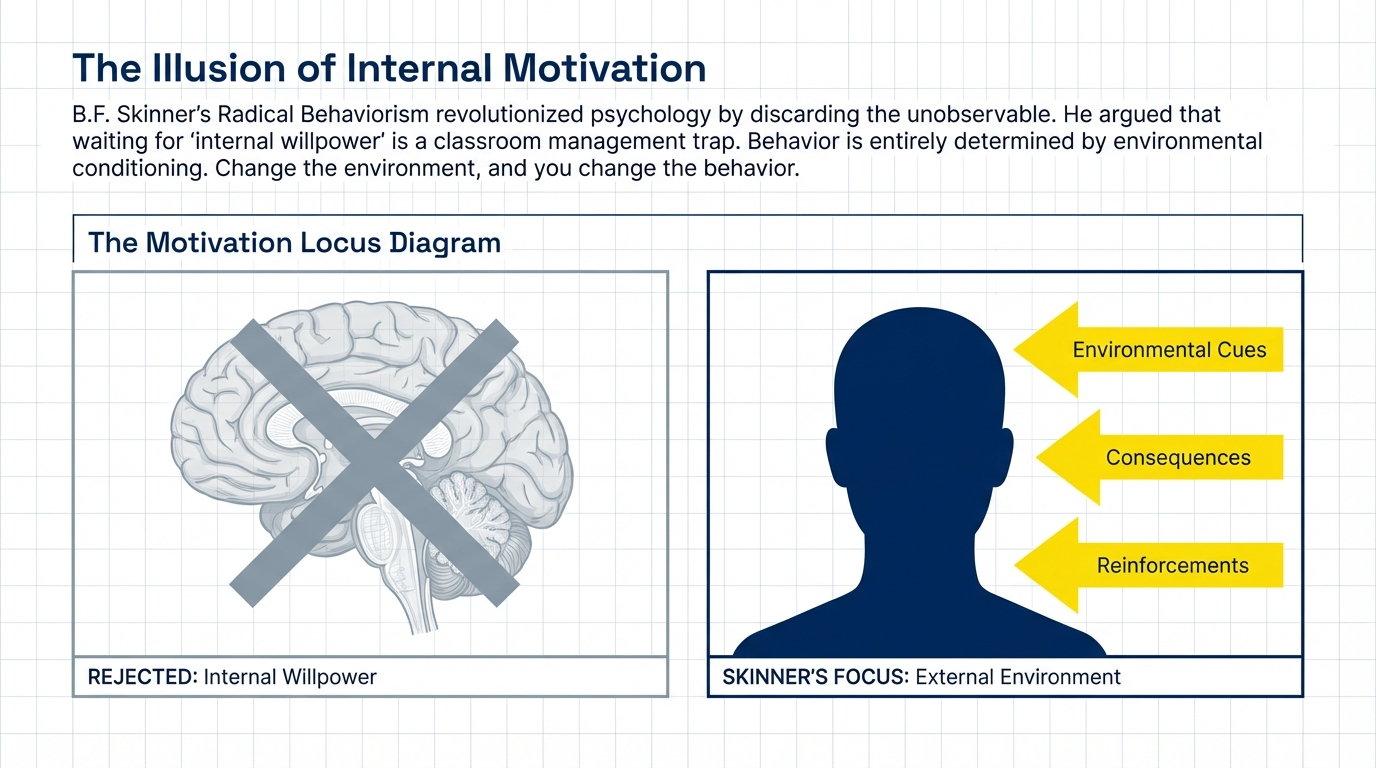 The Illusion of Internal Motivation
B.F. Skinner’s Radical Behaviorism revolutionized psychology by discarding the unobservable. He argued that
waiting for ‘internal willpower’ is a classroom management trap. Behavior is entirely determined by environmental
conditioning. Change the environment, and you change the behavior.
The Motivation Locus Diagram
REJECTED: Internal Willpower
Environmental Cues
Consequences
Reinforcements
SKINNER’S FOCUS: External Environment